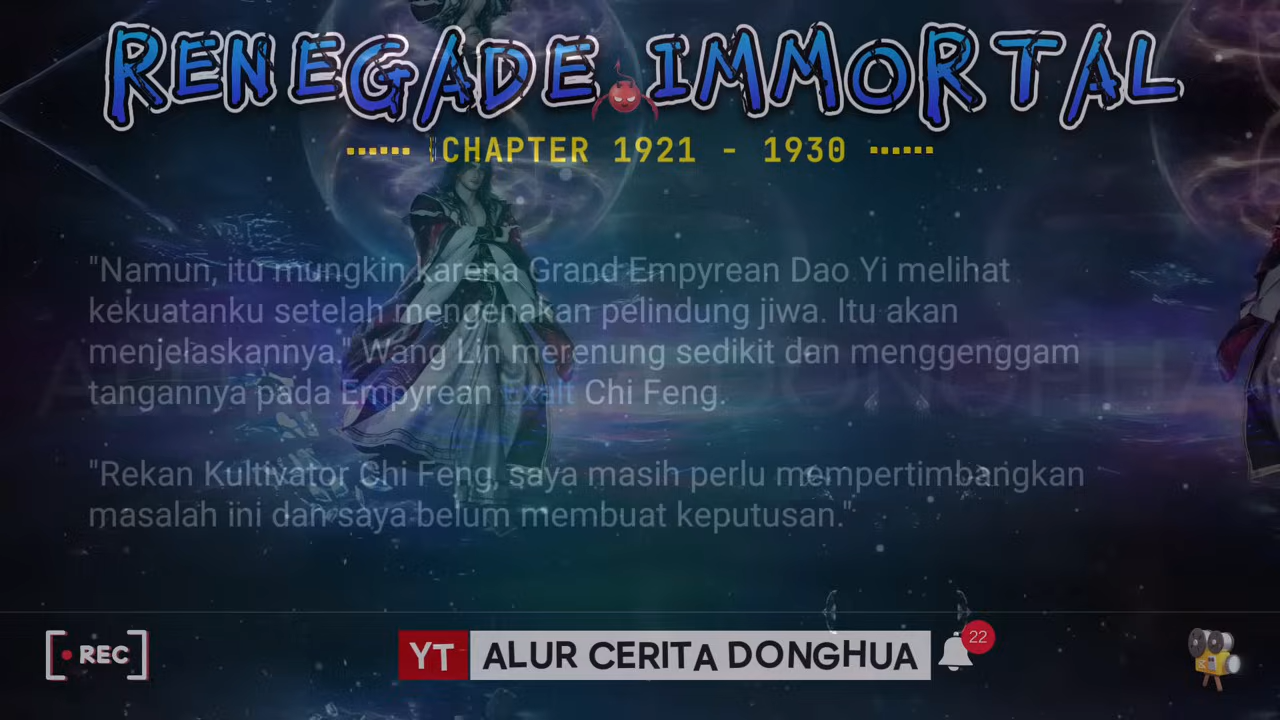 RENEGADE IMMORTAL
CHAPTER 1921 - 1930
"Namun, itu mungkin karena Grand Empyrean Dao Yi melihat
kekuatanku setelah mengenakan pelindung jiwa. Itu akan
menjelaskannya." Wang Lin merenung sedikit dan menggenggam
tangannya pada Empyrean Exalt Chi Feng.
"Rekan Kultivator Chi Feng, saya masih perlu mempertimbangkan
masalah ini dan saya belum membuat keputusan."
REC
YT ALUR CERITA DONGHUA
22